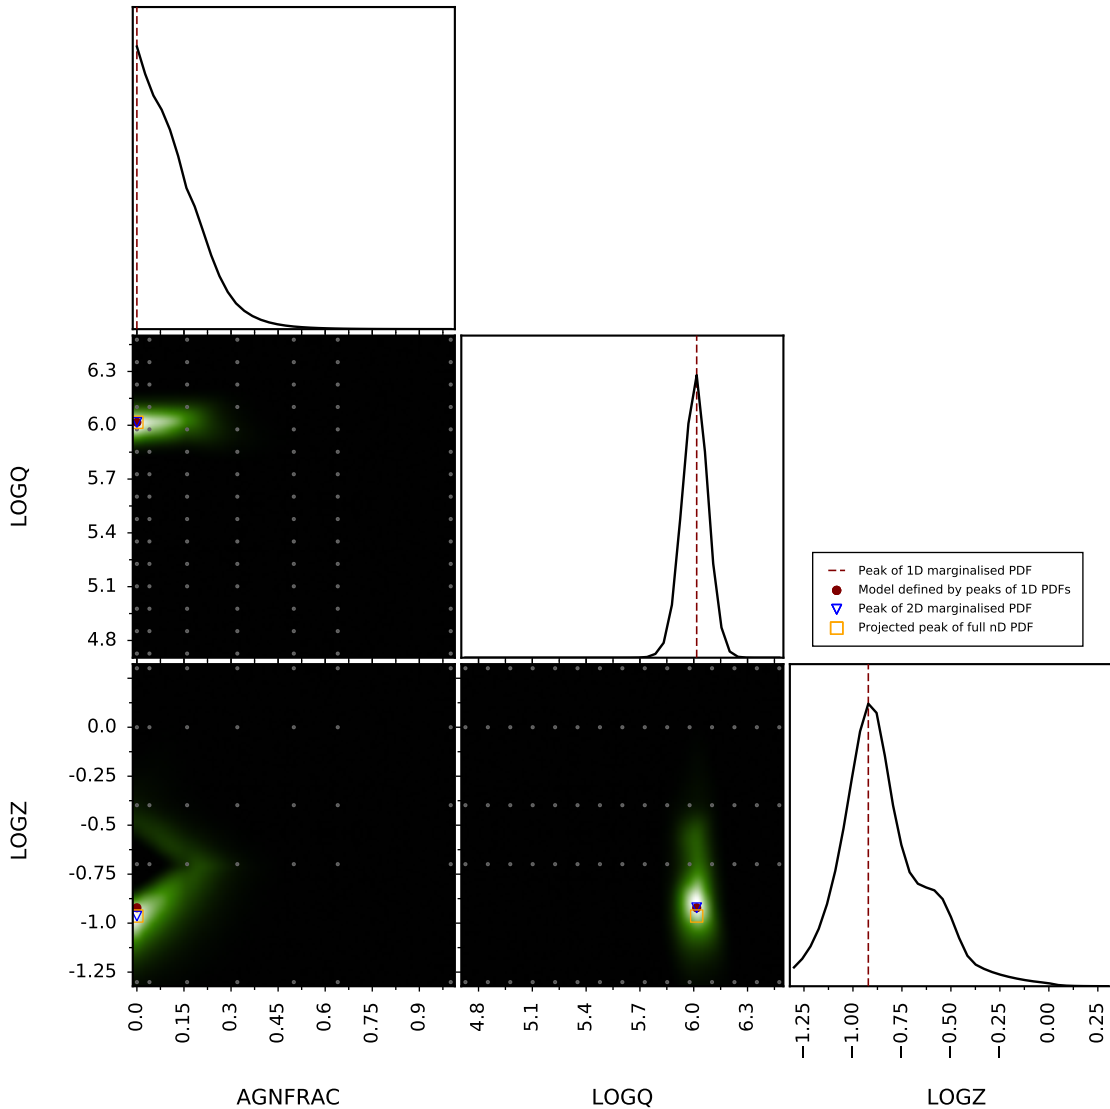 6.3
6.0
5.7
5.4
5.1
4.8
LOGQ
Peak of 1D marginalised PDF
Model defined by peaks of 1D PDFs
Peak of 2D marginalised PDF
Projected peak of full nD PDF
0.0
-0.25
-0.5
-0.75
-1.0
-1.25
LOGZ
0.0 0.15 0.3 0.45 0.6 0.75 0.9
4.8 5.1 5.4 5.7 6.0 6.3
−1.25 −1.00 −0.75 −0.50 0.00 0.25
AGNFRAC LOGQ LOGZ